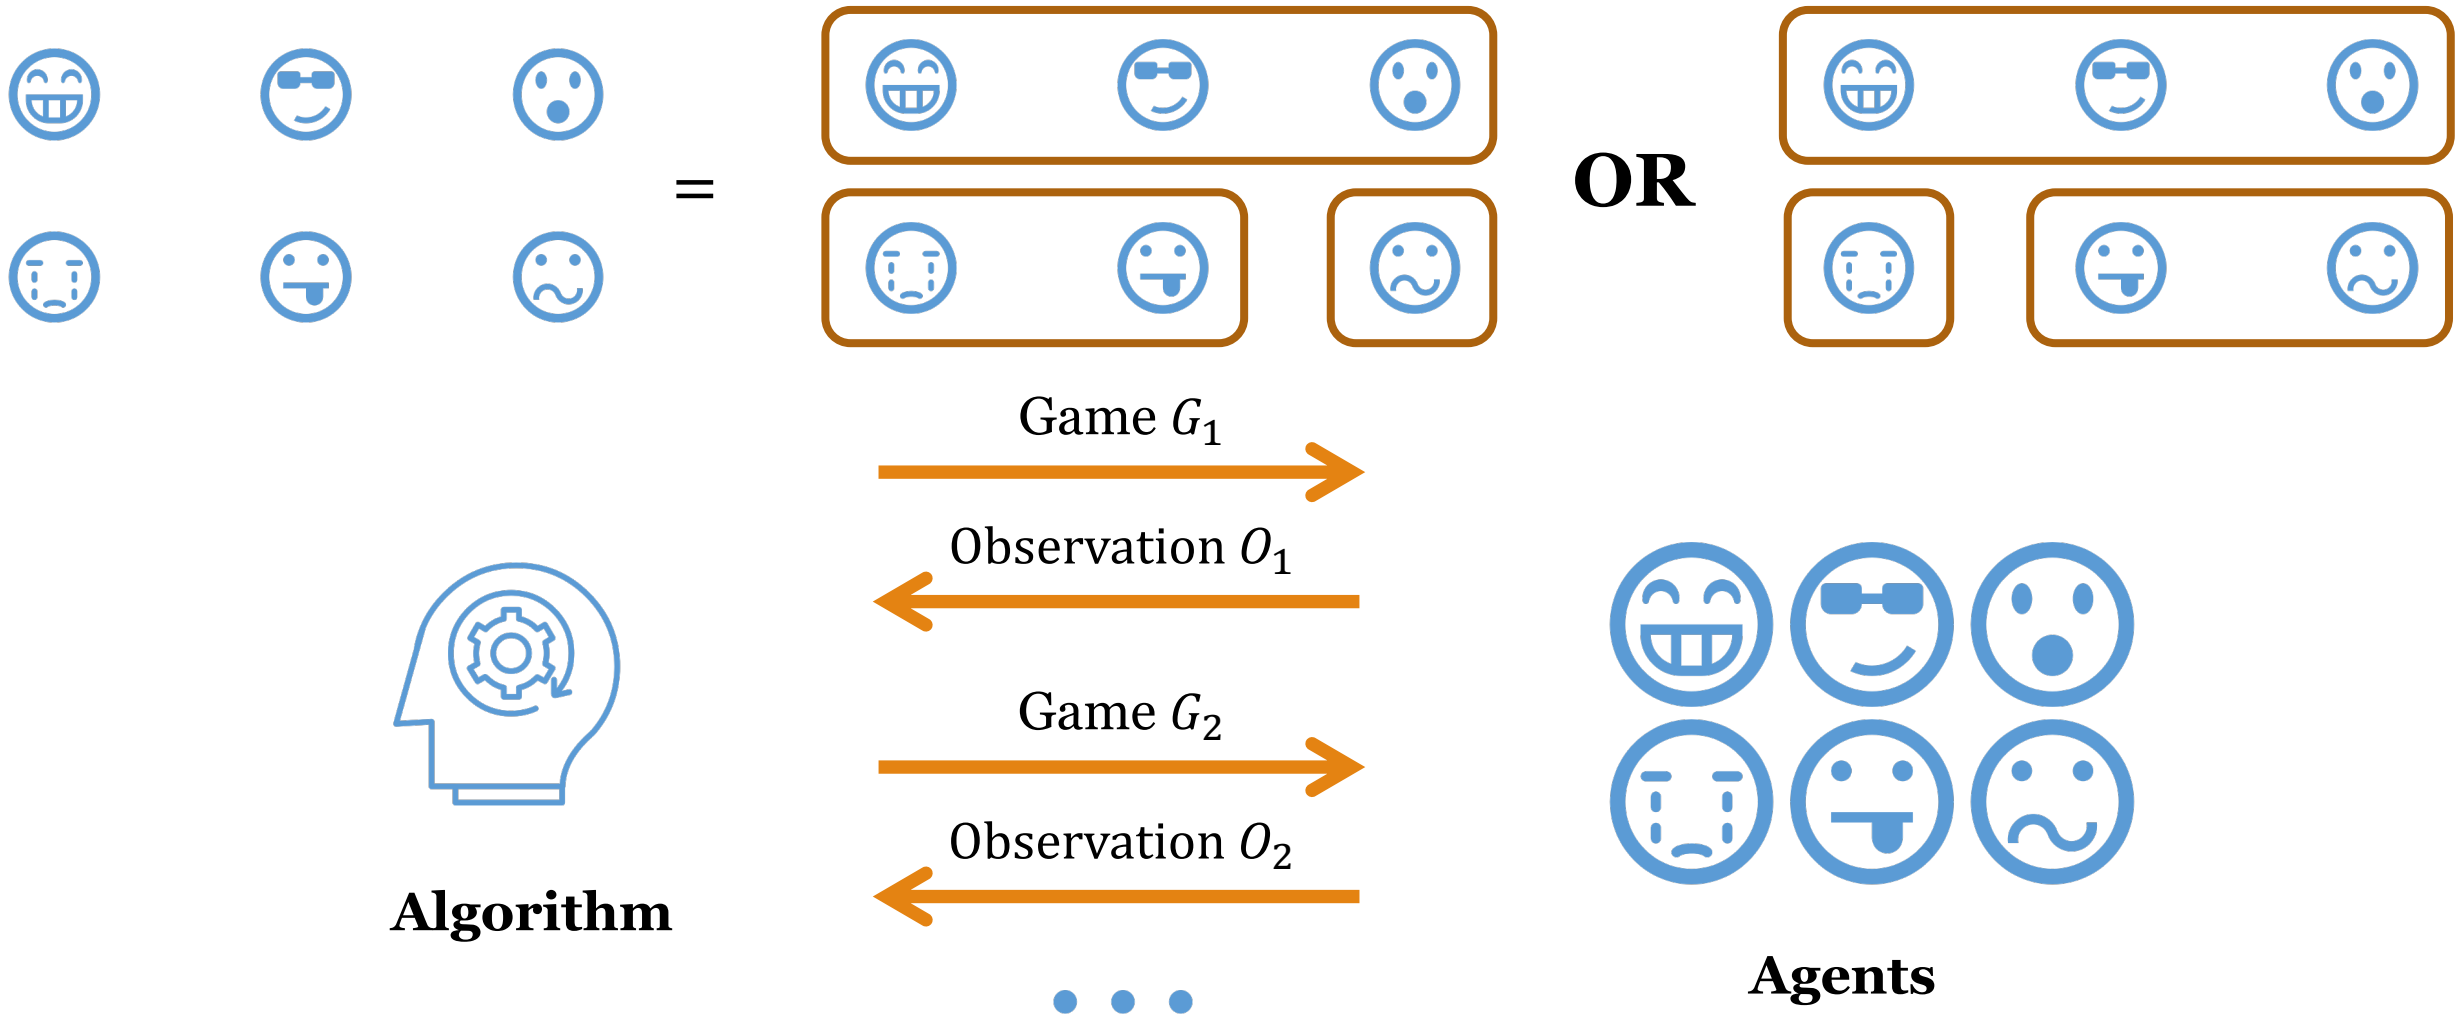 =
OR
Game G₁
Observation O₁
Game G₂
Observation O₂
Algorithm
Agents